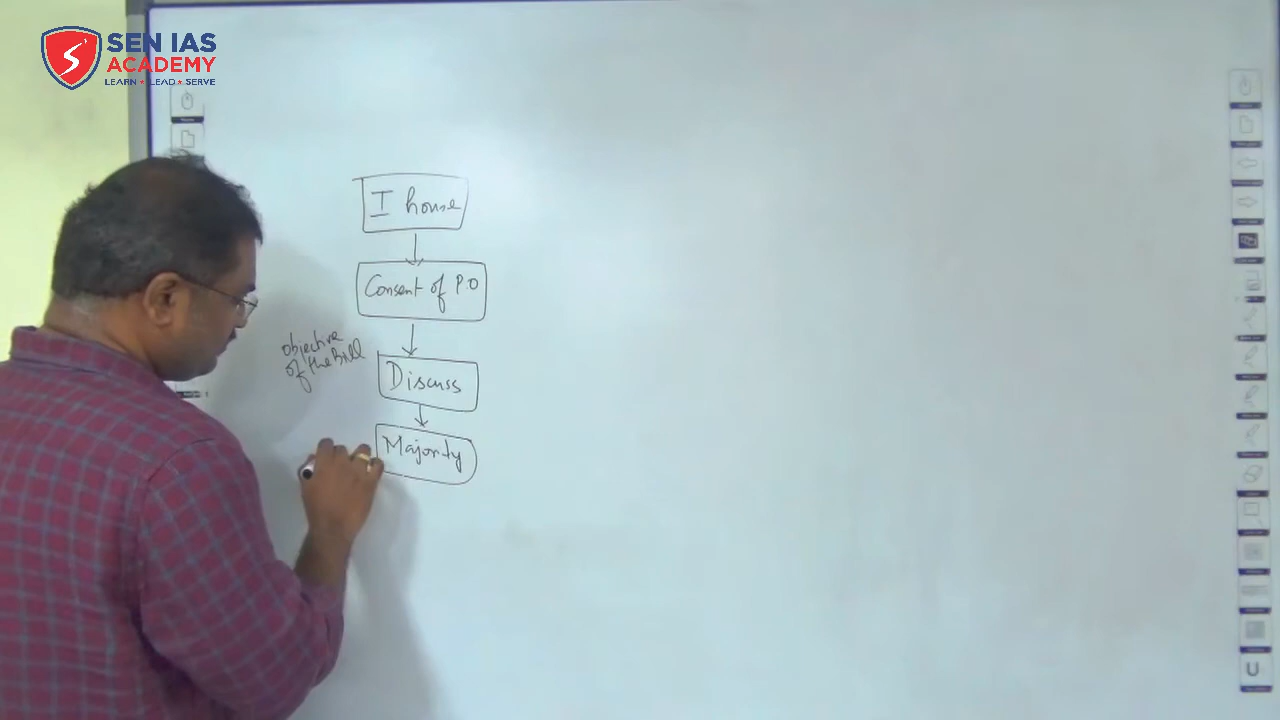 SEN IAS
ACADEMY
LEARN ★ LEAD ★ SERVE
I house
Consent of P.O
objective
of the Bill
Discuss
Majority
U